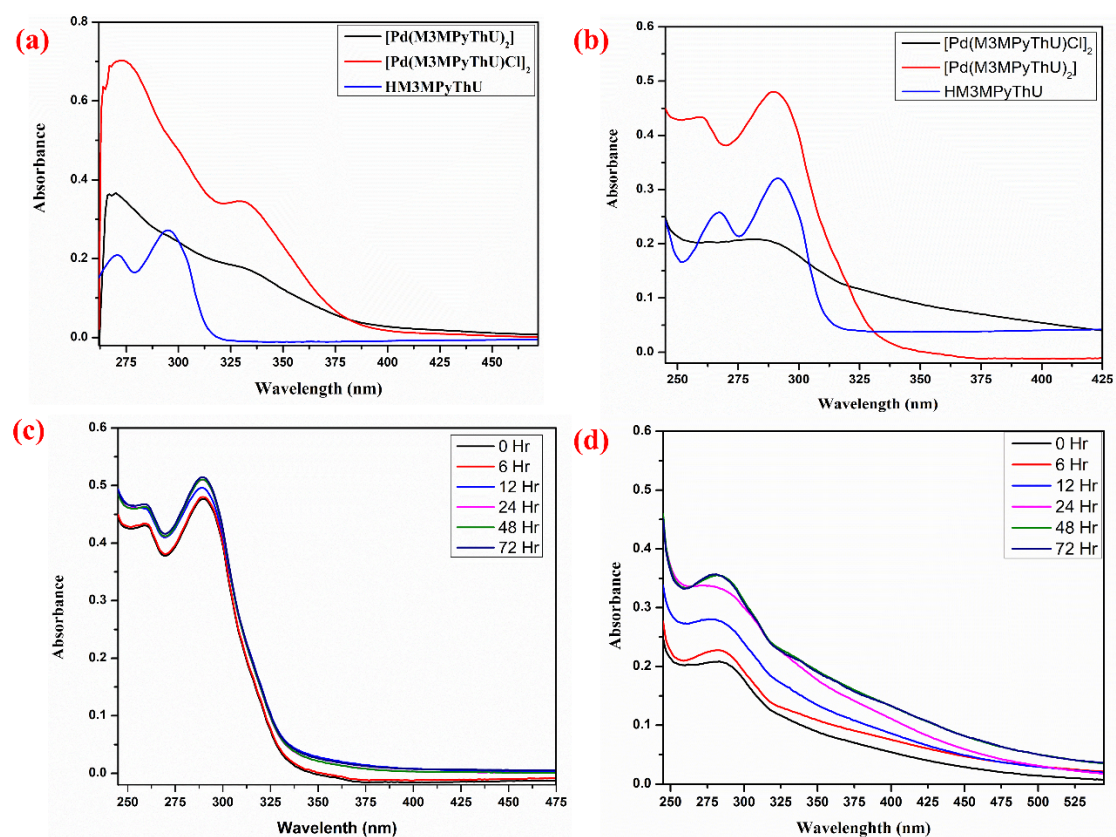 (a)
[Pd(M3MPyThU)₂]
[Pd(M3MPyThU)Cl]₂
HM3MPyThU
Absorbance
0.8
0.6
0.4
0.2
0.0
275 300 325 350 375 400 425 450
Wavelength (nm)
(b)
[Pd(M3MPyThU)Cl]₂
[Pd(M3MPyThU)₂]
HM3MPyThU
Absorbance
0.6
0.5
0.4
0.3
0.2
0.1
0.0
250 275 300 325 350 375 400 425
Wavelength (nm)
(c)
0 Hr
6 Hr
12 Hr
24 Hr
48 Hr
72 Hr
Absorbance
0.6
0.5
0.4
0.3
0.2
0.1
0.0
250 275 300 325 350 375 400 425 450 475
Wavelenth (nm)
(d)
0 Hr
6 Hr
12 Hr
24 Hr
48 Hr
72 Hr
Absorbance
0.6
0.5
0.4
0.3
0.2
0.1
0.0
250 275 300 325 350 375 400 425 450 475 500 525
Wavelenghth (nm)